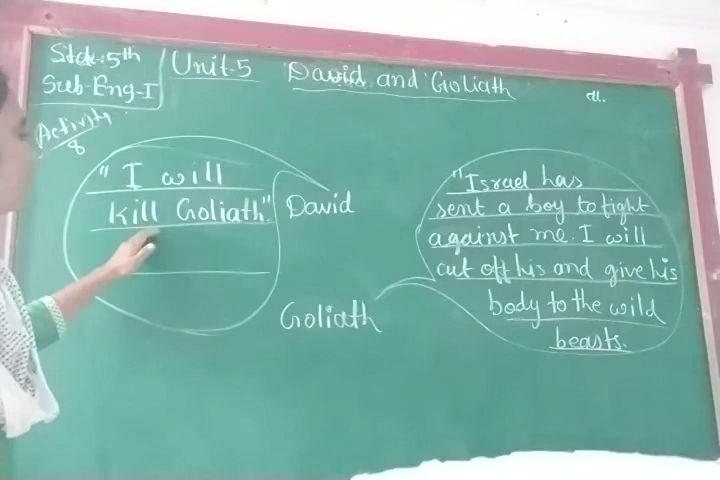 Std:-5th
Sub-Eng-I
Unit.5
David and Goliath
Activity
8
"I will
kill Goliath".
David
Goliath
"Israel has
sent a boy to fight
against me. I will
cut off his and give his
body to the wild
beasts.